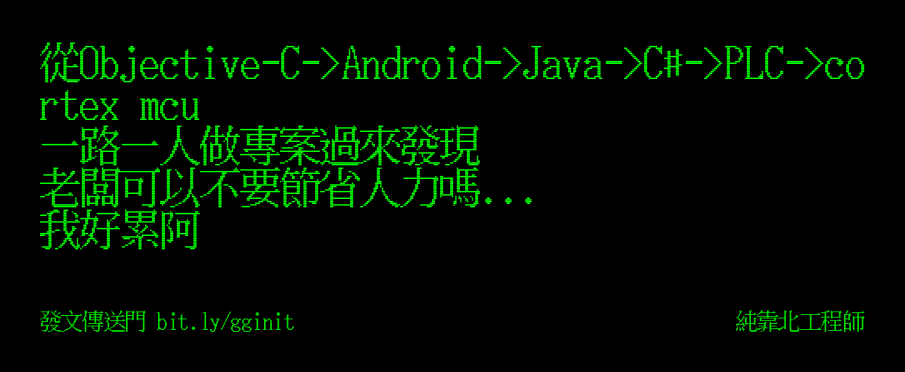 從Objective-C->Android->Java->C#->PLC->co
rtex mcu
一路一人做專案過來發現
老闆可以不要節省人力嗎...
我好累阿
發文傳送門 bit.ly/gginit
純靠北工程師